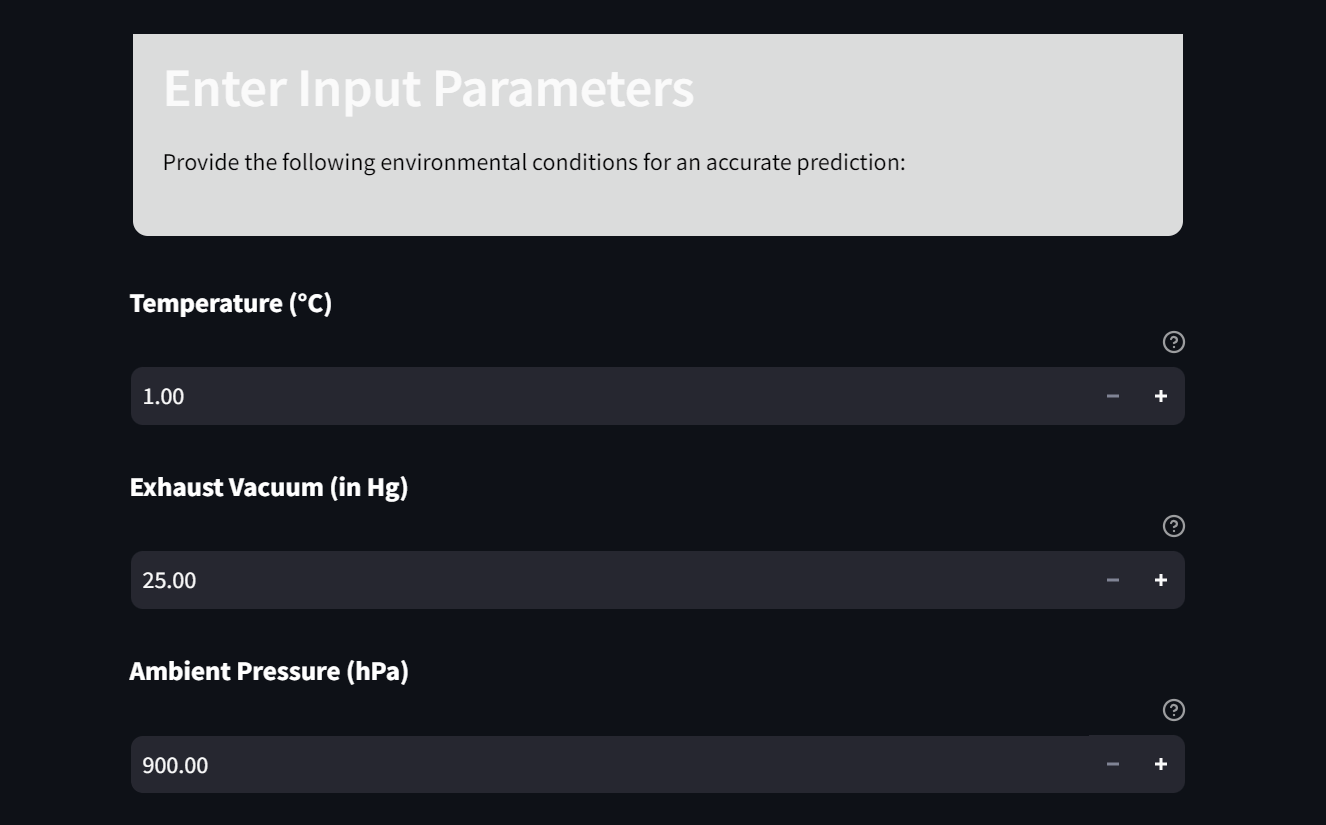 Enter Input Parameters
Provide the following environmental conditions for an accurate prediction:
Temperature (°C)
1.00
Exhaust Vacuum (in Hg)
25.00
Ambient Pressure (hPa)
900.00